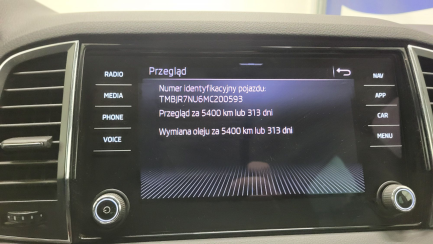 Przegląd
RADIO
MEDIA
PHONE
VOICE
Numer identyfikacyjny pojazdu:
TMBJR7NU6MC200593
Przegląd za 5400 km lub 313 dni
Wymiana oleju za 5400 km lub 313 dni
NAV
APP
CAR
MENU